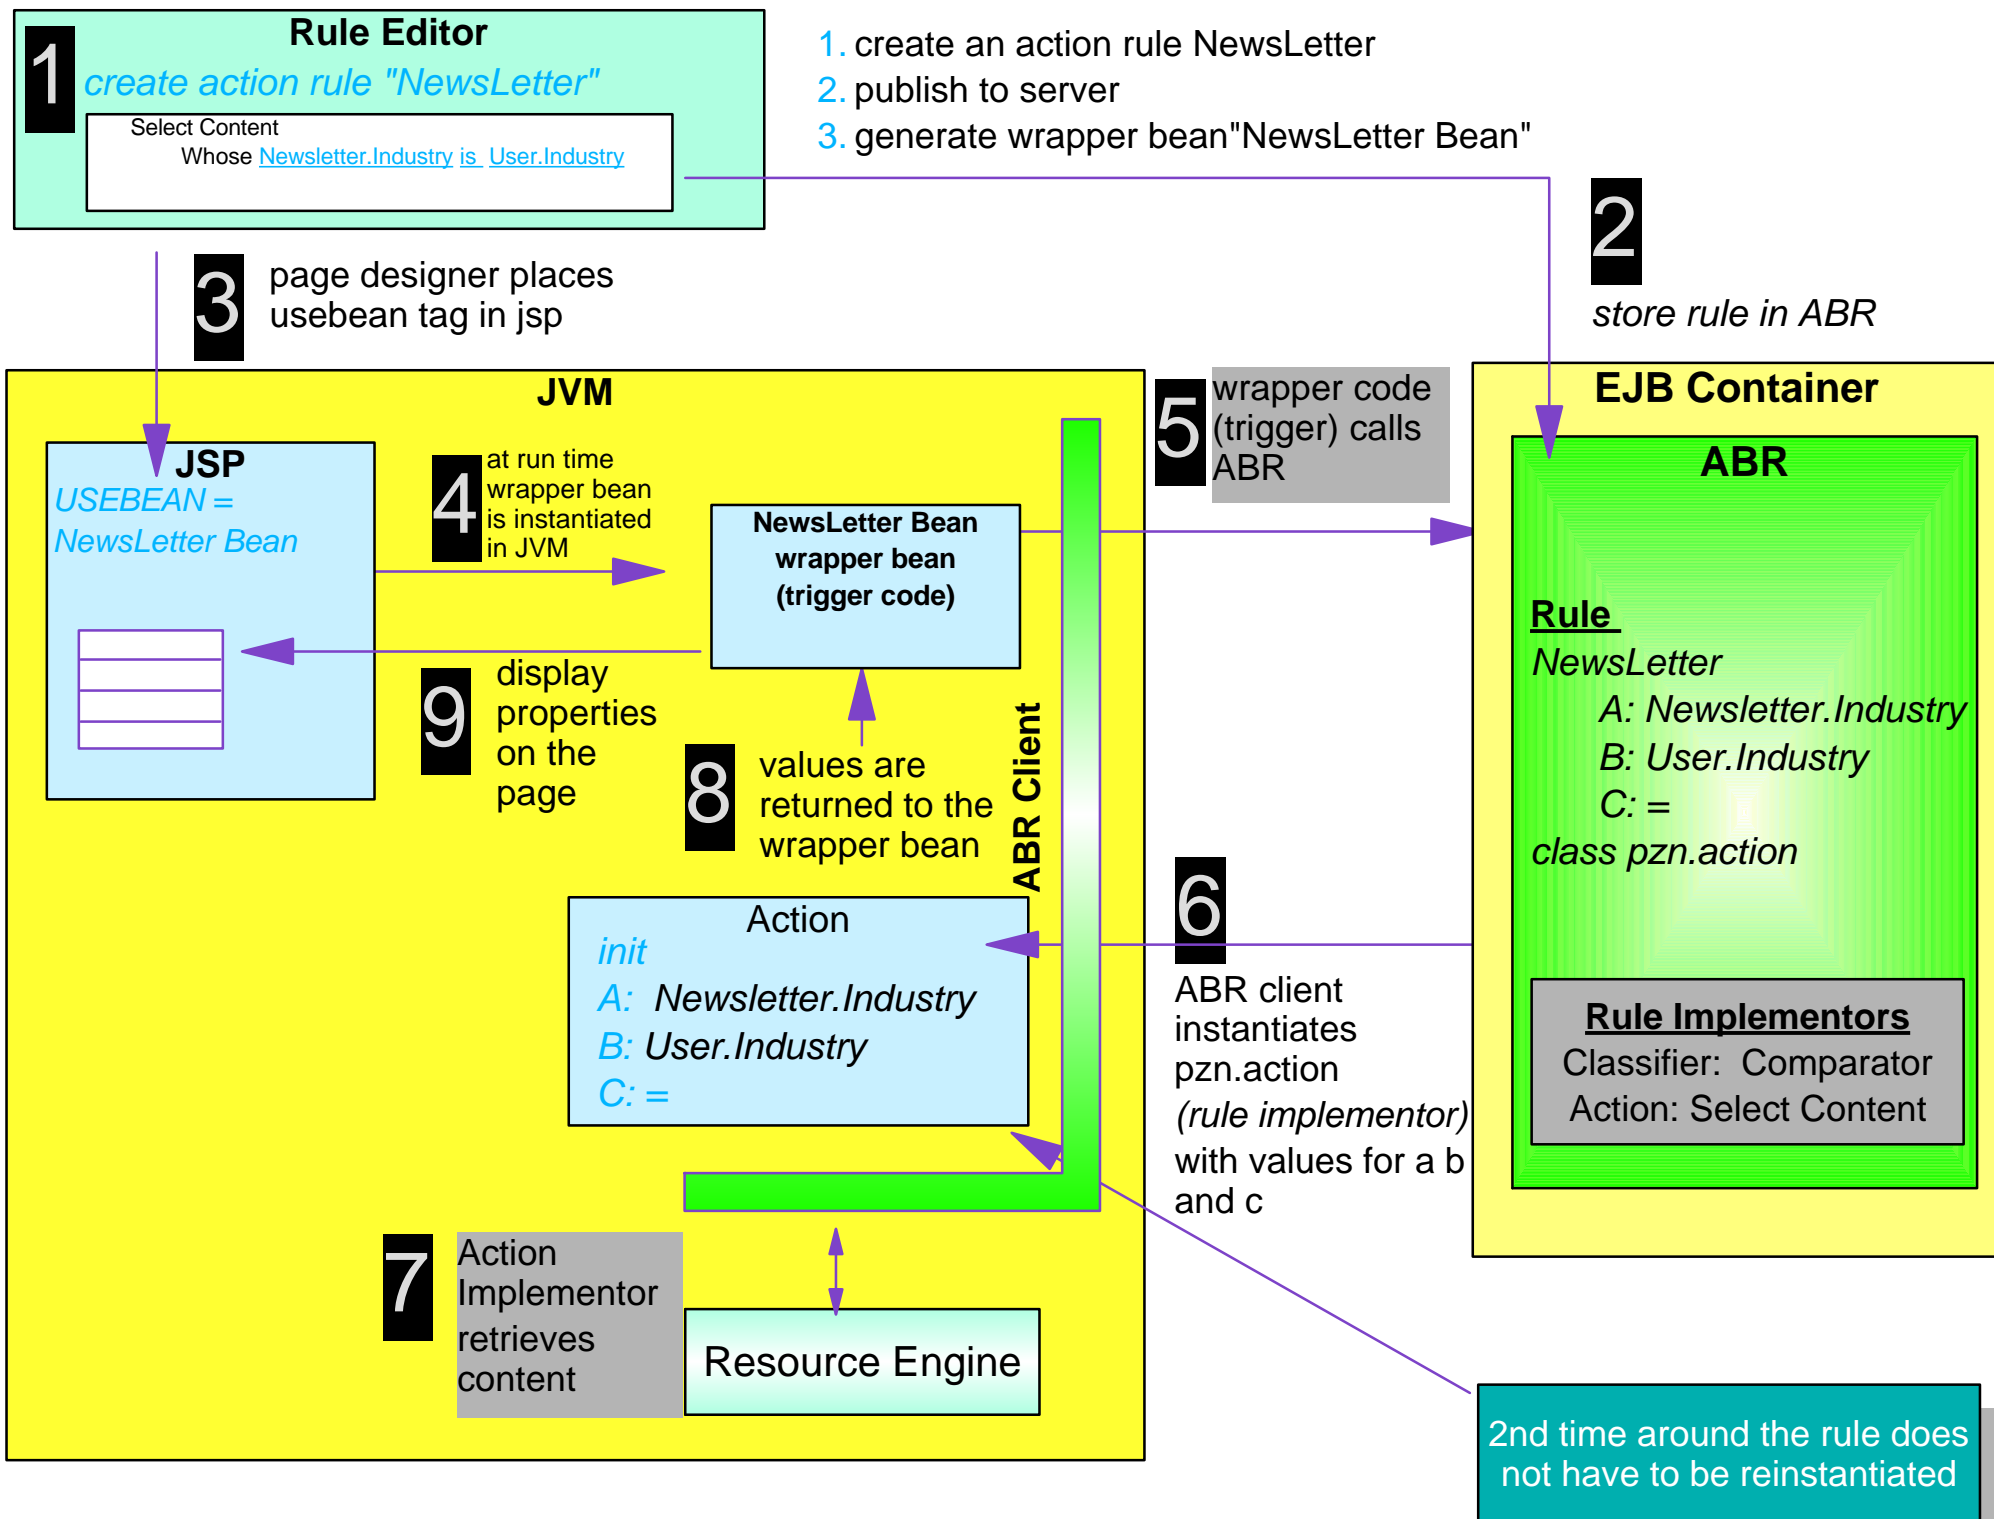 Rule Editor
1
create action rule "NewsLetter"
Select Content
Whose Newsletter.Industry is User.Industry
1. create an action rule NewsLetter
2. publish to server
3. generate wrapper bean"NewsLetter Bean"
2
store rule in ABR
3
page designer places
usebean tag in jsp
JVM
JSP
USEBEAN =
NewsLetter Bean
4
at run time
wrapper bean
is instantiated
in JVM
NewsLetter Bean
wrapper bean
(trigger code)
5
wrapper code
(trigger) calls
ABR
EJB Container
ABR
Rule
NewsLetter
A: Newsletter.Industry
B: User.Industry
C: =
class pzn.action
Rule Implementors
Classifier: Comparator
Action: Select Content
9
display
properties
on the
page
8
values are
returned to the
wrapper bean
ABR Client
Action
init
A: Newsletter.Industry
B: User.Industry
C: =
6
ABR client
instantiates
pzn.action
(rule implementor)
with values for a b
and c
7
Action
Implementor
retrieves
content
Resource Engine
2nd time around the rule does
not have to be reinstantiated